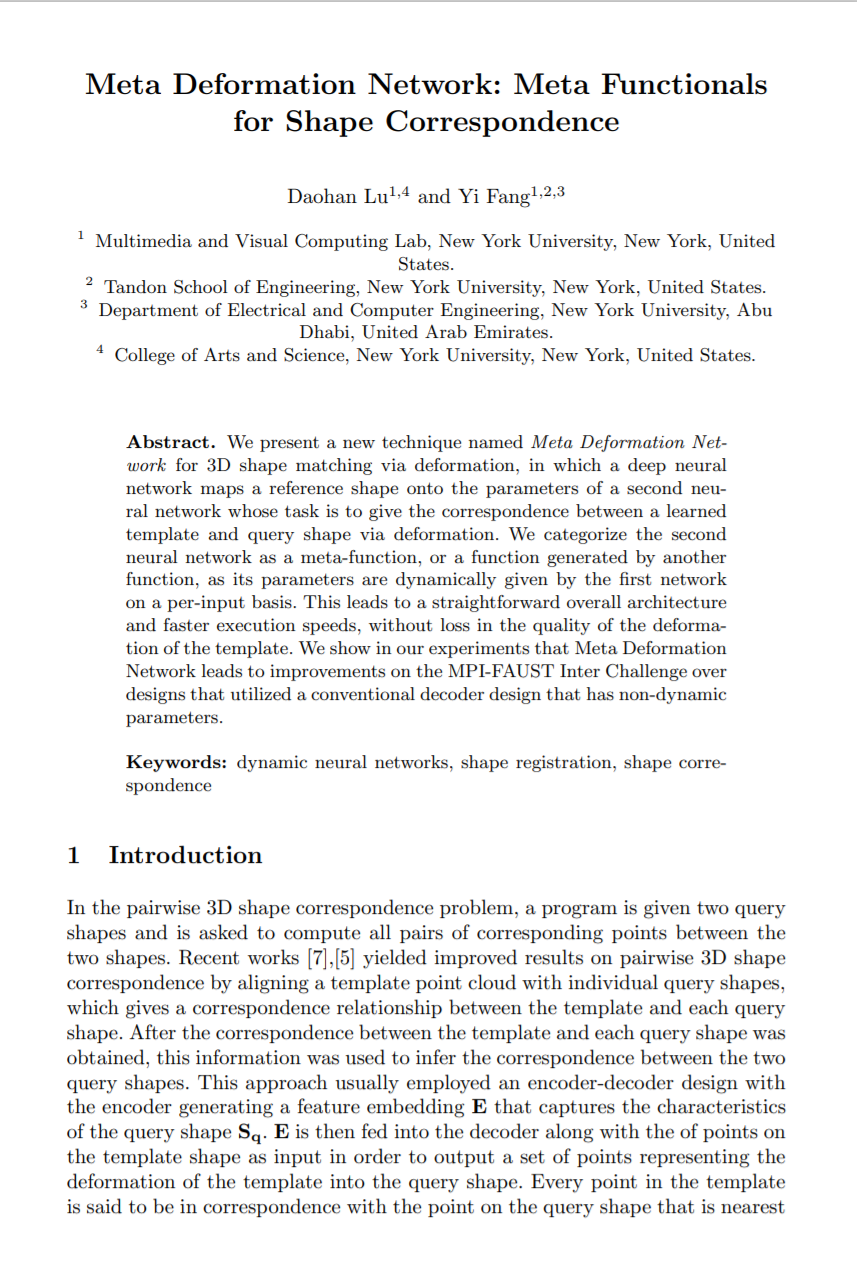 Meta Deformation Network: Meta Functionals
for Shape Correspondence
Daohan Lu1,4 and Yi Fang1,2,3
1 Multimedia and Visual Computing Lab, New York University, New York, United
States.
2 Tandon School of Engineering, New York University, New York, United States.
3 Department of Electrical and Computer Engineering, New York University, Abu
Dhabi, United Arab Emirates.
4 College of Arts and Science, New York University, New York, United States.
Abstract. We present a new technique named Meta Deformation Net-
work for 3D shape matching via deformation, in which a deep neural
network maps a reference shape onto the parameters of a second neu-
ral network whose task is to give the correspondence between a learned
template and query shape via deformation. We categorize the second
neural network as a meta-function, or a function generated by another
function, as its parameters are dynamically given by the first network
on a per-input basis. This leads to a straightforward overall architecture
and faster execution speeds, without loss in the quality of the deforma-
tion of the template. We show in our experiments that Meta Deformation
Network leads to improvements on the MPI-FAUST Inter Challenge over
designs that utilized a conventional decoder design that has non-dynamic
parameters.
Keywords: dynamic neural networks, shape registration, shape corre-
spondence
1 Introduction
In the pairwise 3D shape correspondence problem, a program is given two query
shapes and is asked to compute all pairs of corresponding points between the
two shapes. Recent works [7],[5] yielded improved results on pairwise 3D shape
correspondence by aligning a template point cloud with individual query shapes,
which gives a correspondence relationship between the template and each query
shape. After the correspondence between the template and each query shape was
obtained, this information was used to infer the correspondence between the two
query shapes. This approach usually employed an encoder-decoder design with
the encoder generating a feature embedding E that captures the characteristics
of the query shape Sq. E is then fed into the decoder along with the of points on
the template shape as input in order to output a set of points representing the
deformation of the template into the query shape. Every point in the template
is said to be in correspondence with the point on the query shape that is nearest